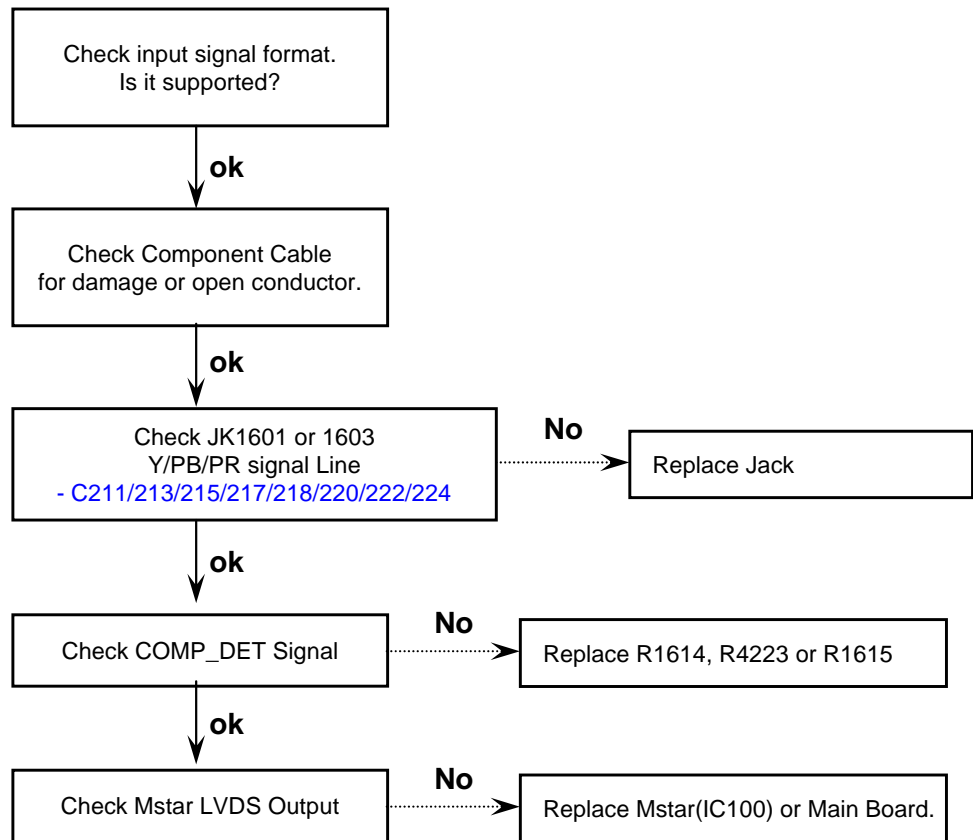 Check input signal format.
Is it supported?
ok
Check Component Cable
for damage or open conductor.
ok
Check JK1601 or 1603
Y/PB/PR signal Line
- C211/213/215/217/218/220/222/224
No
Replace Jack
ok
Check COMP_DET Signal
No
Replace R1614, R4223 or R1615
ok
Check Mstar LVDS Output
No
Replace Mstar(IC100) or Main Board.